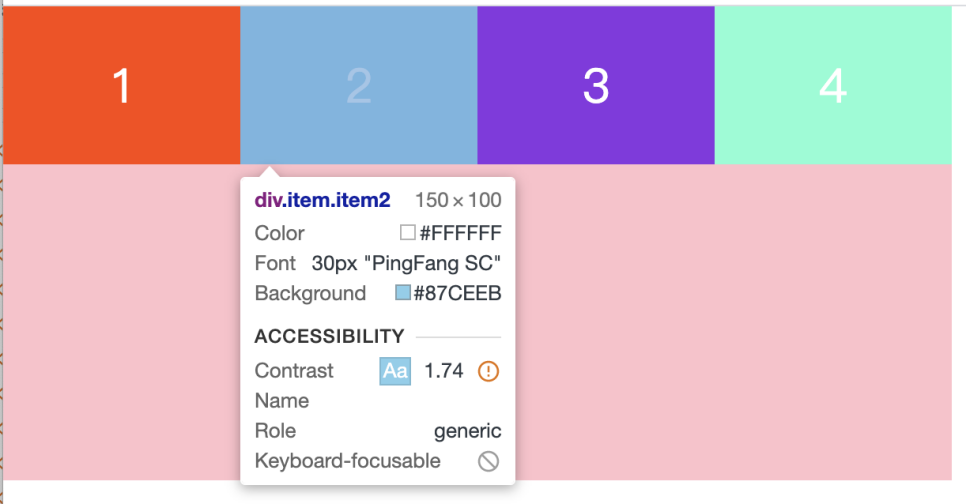 1 2 3 4
div.item.item2 150 × 100
Color #FFFFFF
Font 30px "PingFang SC"
Background #87CEEB
ACCESSIBILITY
Contrast Aa 1.74
Name
Role generic
Keyboard-focusable